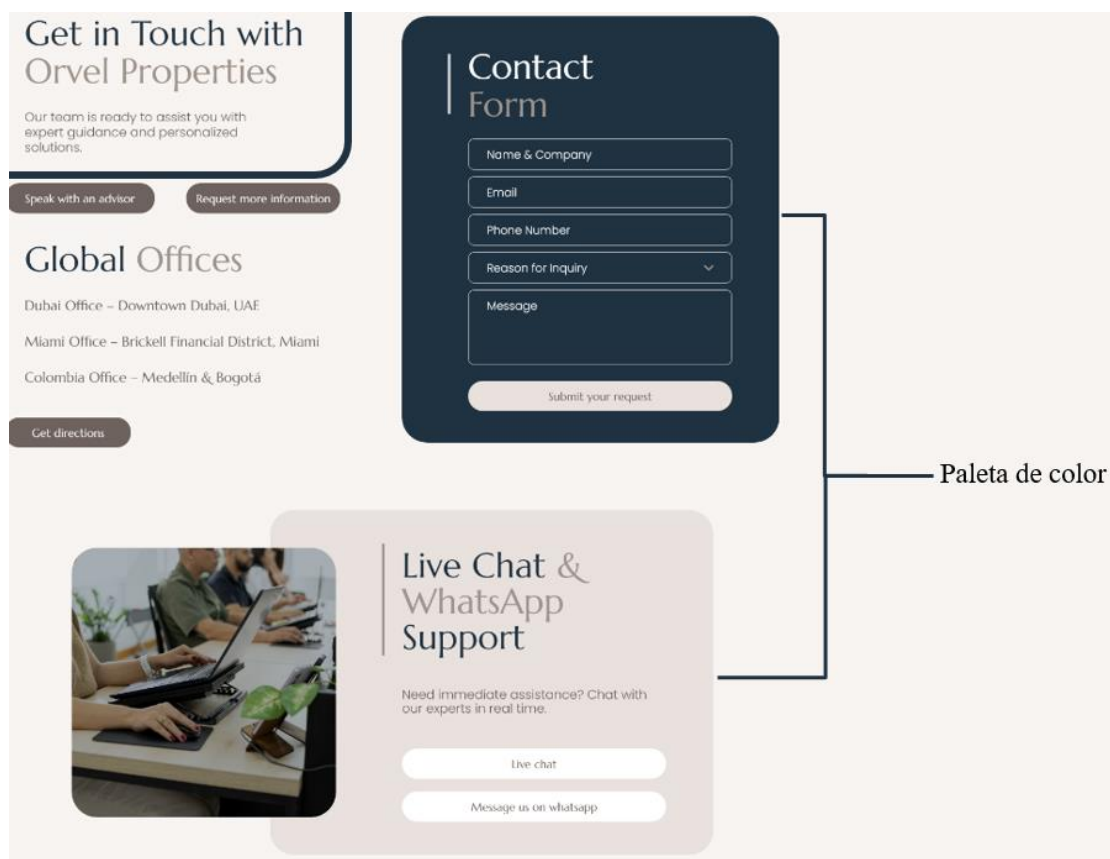 Get in Touch with
Orvel Properties
Our team is ready to assist you with
expert guidance and personalized
solutions.
Speak with an advisor
Request more information
Global Offices
Dubai Office – Downtown Dubai, UAE
Miami Office – Brickell Financial District, Miami
Colombia Office – Medellín & Bogotá
Get directions
Contact
Form
Name & Company
Email
Phone Number
Reason for Inquiry
Message
Submit your request
Paleta de color
Live Chat &
WhatsApp
Support
Need immediate assistance? Chat with
our experts in real time.
Live chat
Message us on whatsapp